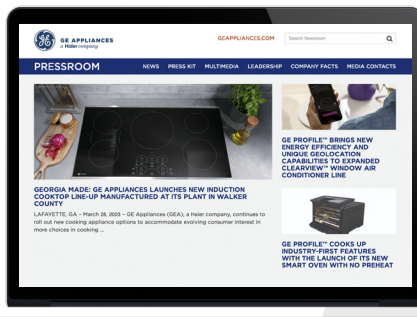 GE APPLIANCES
a Haier company
GEAPPLIANCES.COM
Search Newsroom
PRESSROOM
NEWS
PRESS KIT
MULTIMEDIA
LEADERSHIP
COMPANY FACTS
MEDIA CONTACTS
GEORGIA MADE: GE APPLIANCES LAUNCHES NEW INDUCTION
COOKTOP LINE-UP MANUFACTURED AT ITS PLANT IN WALKER
COUNTY
LAFAYETTE, GA – March 28, 2023 – GE Appliances (GEA), a Haier company, continues to
roll out new cooking appliance options to accommodate evolving consumer interest in
more choices in cooking ...
GE PROFILE™ BRINGS NEW
ENERGY EFFICIENCY AND
UNIQUE GEOLOCATION
CAPABILITIES TO EXPANDED
CLEARVIEW™ WINDOW AIR
CONDITIONER LINE
GE PROFILE™ COOKS UP
INDUSTRY-FIRST FEATURES
WITH THE LAUNCH OF ITS NEW
SMART OVEN WITH NO PREHEAT